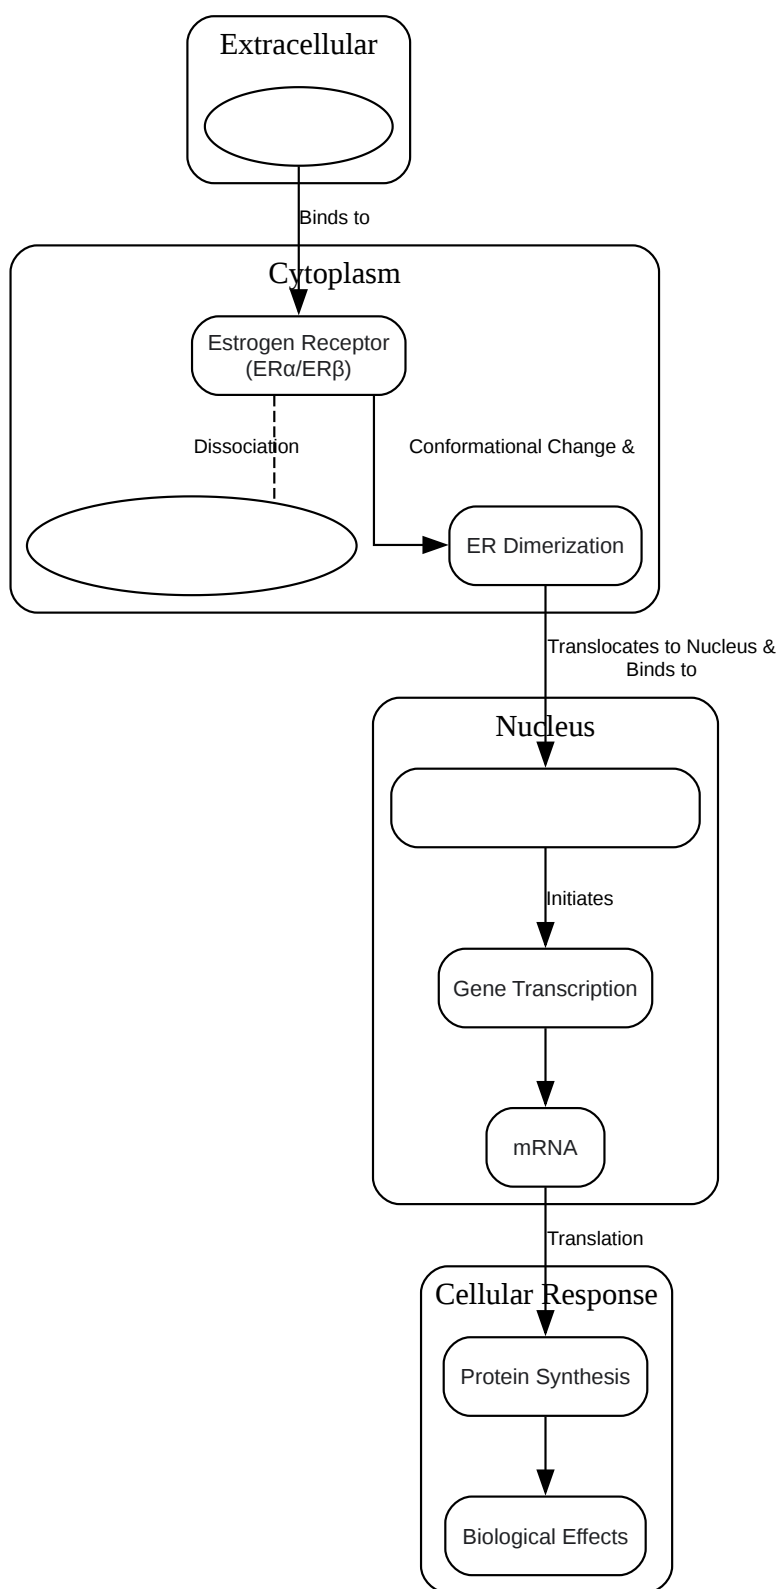 Extracellular
Binds to
Cytoplasm
Estrogen Receptor
(ERα/ERβ)
Dissociation
Conformational Change &
ER Dimerization
Translocates to Nucleus &
Binds to
Nucleus
Initiates
Gene Transcription
mRNA
Translation
Cellular Response
Protein Synthesis
Biological Effects